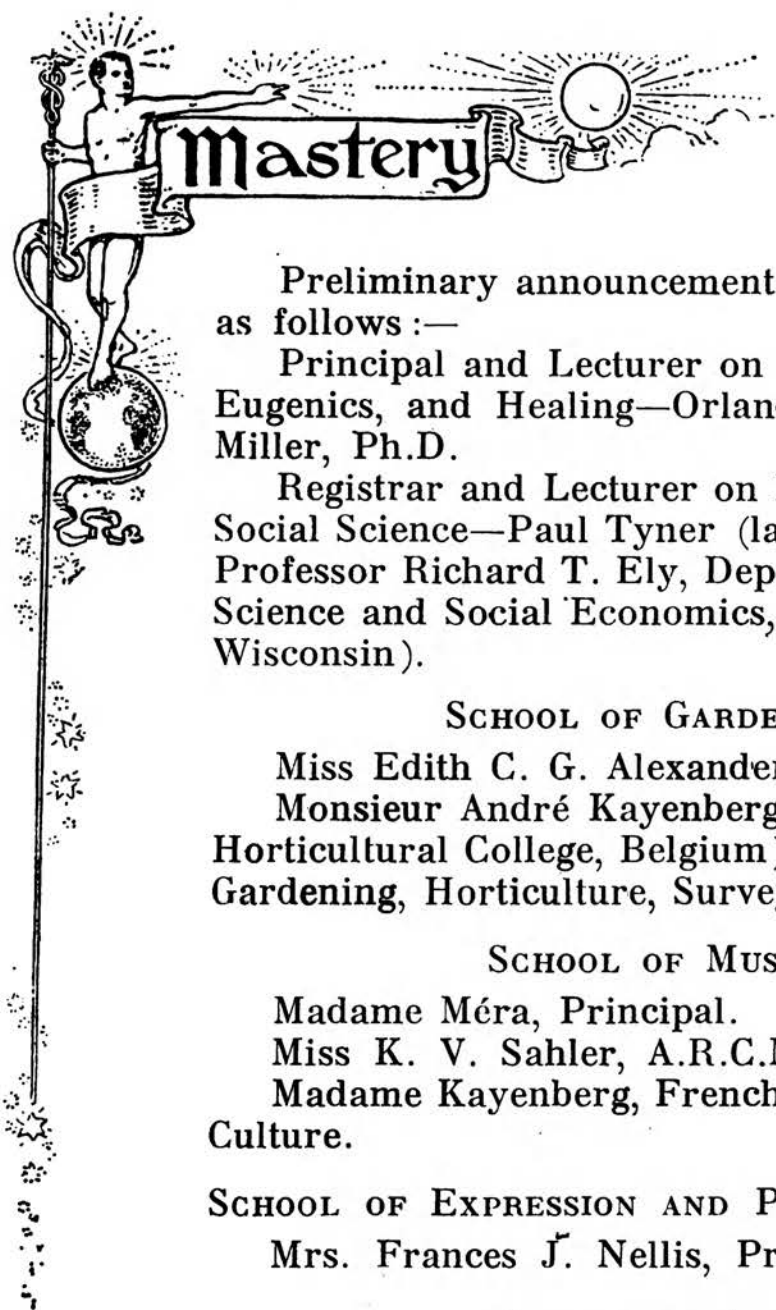 Mastery
Preliminary announcement
as follows :—
Principal and Lecturer on
Eugenics, and Healing—Orlan
Miller, Ph.D.
Registrar and Lecturer on
Social Science—Paul Tyner (la
Professor Richard T. Ely, Dep
Science and Social Economics,
Wisconsin).
SCHOOL OF GARDE
Miss Edith C. G. Alexander
Monsieur André Kayenberg
Horticultural College, Belgium)
Gardening, Horticulture, Surve
SCHOOL OF MUS
Madame Méra, Principal.
Miss K. V. Sahler, A.R.C.
Madame Kayenberg, French
Culture.
SCHOOL OF EXPRESSION AND P
Mrs. Frances J. Nellis, Pr